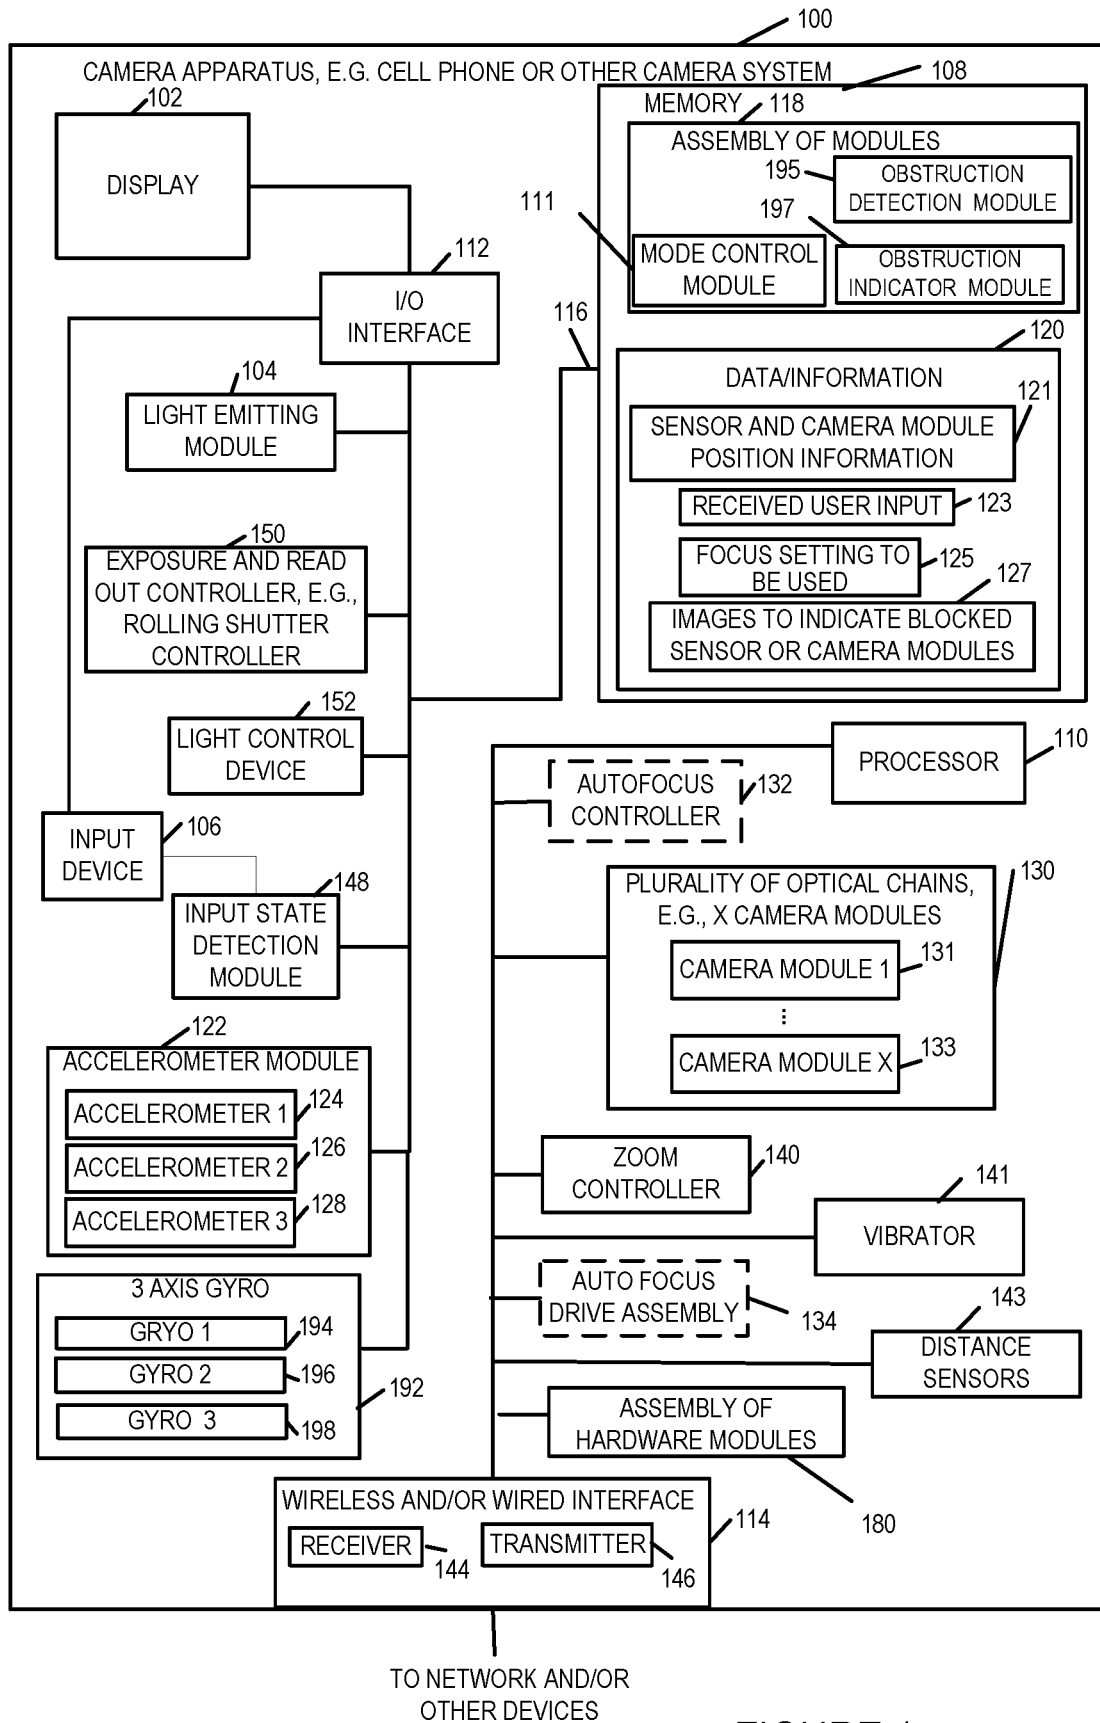 100
CAMERA APPARATUS, E.G. CELL PHONE OR OTHER CAMERA SYSTEM
102
DISPLAY
108
MEMORY
118
ASSEMBLY OF MODULES
195
OBSTRUCTION
DETECTION MODULE
111
197
MODE CONTROL
MODULE
OBSTRUCTION
INDICATOR MODULE
112
I/O
INTERFACE
116
120
DATA/INFORMATION
121
SENSOR AND CAMERA MODULE
POSITION INFORMATION
RECEIVED USER INPUT
123
FOCUS SETTING TO
BE USED
125
127
IMAGES TO INDICATE BLOCKED
SENSOR OR CAMERA MODULES
104
LIGHT EMITTING
MODULE
150
EXPOSURE AND READ
OUT CONTROLLER, E.G.,
ROLLING SHUTTER
CONTROLLER
152
LIGHT CONTROL
DEVICE
INPUT
DEVICE
106
148
INPUT STATE
DETECTION
MODULE
PROCESSOR
110
AUTOFOCUS
CONTROLLER
132
PLURALITY OF OPTICAL CHAINS,
E.G., X CAMERA MODULES
130
CAMERA MODULE 1
131
⋮
CAMERA MODULE X
133
122
ACCELEROMETER MODULE
ACCELEROMETER 1
124
ACCELEROMETER 2
126
ACCELEROMETER 3
128
ZOOM
CONTROLLER
140
141
VIBRATOR
3 AXIS GYRO
GRYO 1
194
GYRO 2
196
GYRO 3
198
192
AUTO FOCUS
DRIVE ASSEMBLY
134
143
DISTANCE
SENSORS
ASSEMBLY OF
HARDWARE MODULES
180
WIRELESS AND/OR WIRED INTERFACE
114
RECEIVER
144
TRANSMITTER
146
TO NETWORK AND/OR
OTHER DEVICES
FIGURE 1